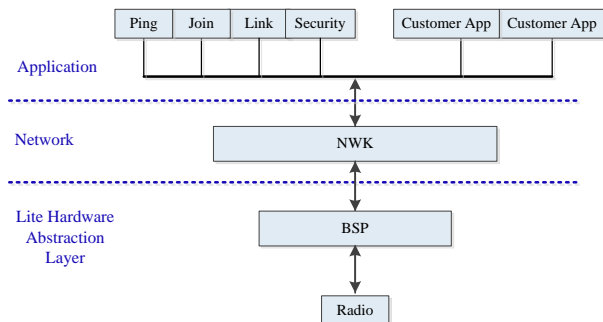 Ping
Join
Link
Security
Customer App
Customer App
Application
Network
NWK
Lite Hardware
Abstraction
Layer
BSP
Radio